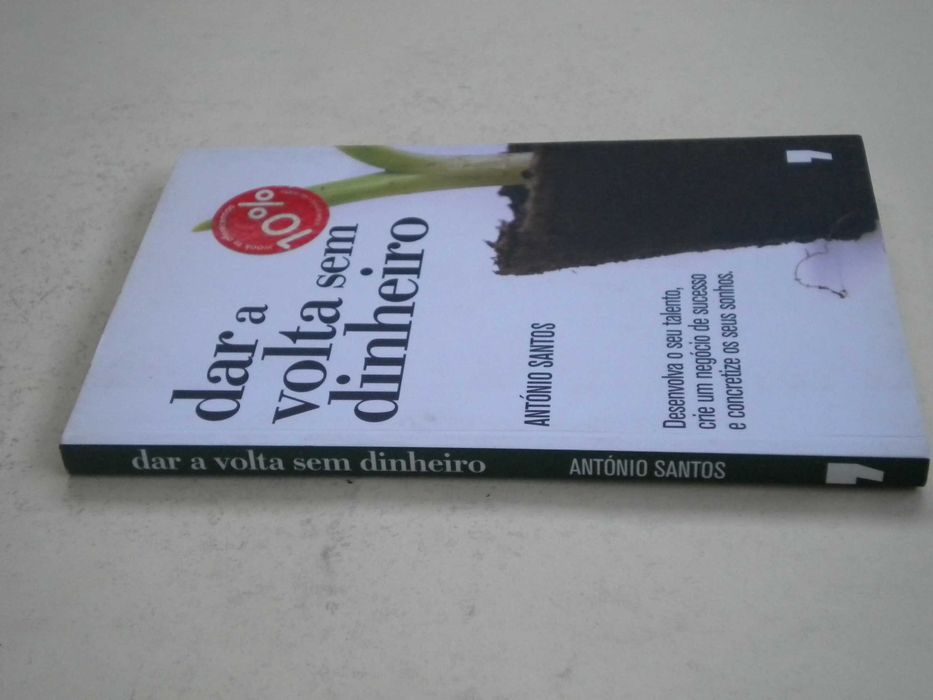 dar a
volta sem
dinheiro
10%
ANTÓNIO SANTOS
Desenvolva o seu talento,
crie um negócio de sucesso
e concretize os seus sonhos.
dar a volta sem dinheiro
ANTÓNIO SANTOS